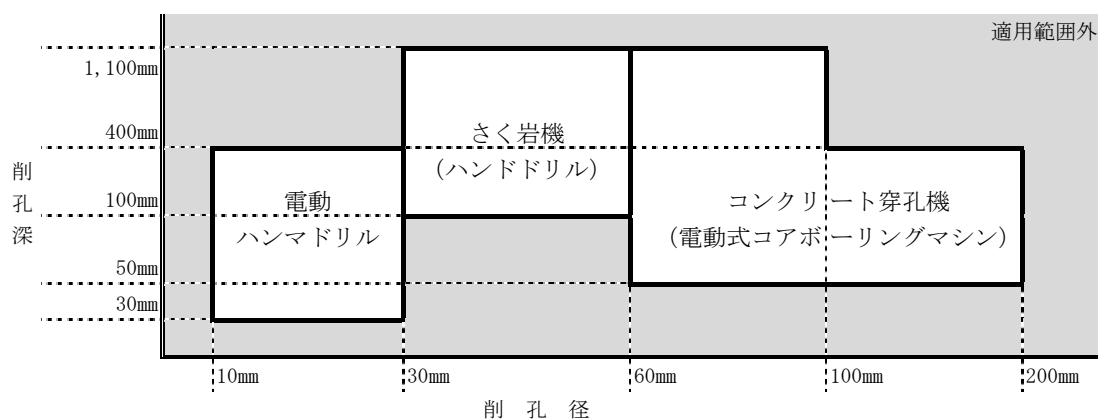 適用範囲外
1,100mm
400mm
さく岩機
(ハンドドリル)
削
孔
深
100mm
電動
ハンマドリル
コンクリート穿孔機
(電動式コアボーリングマシン)
50mm
30mm
10mm
30mm
60mm
100mm
200mm
削 孔 径